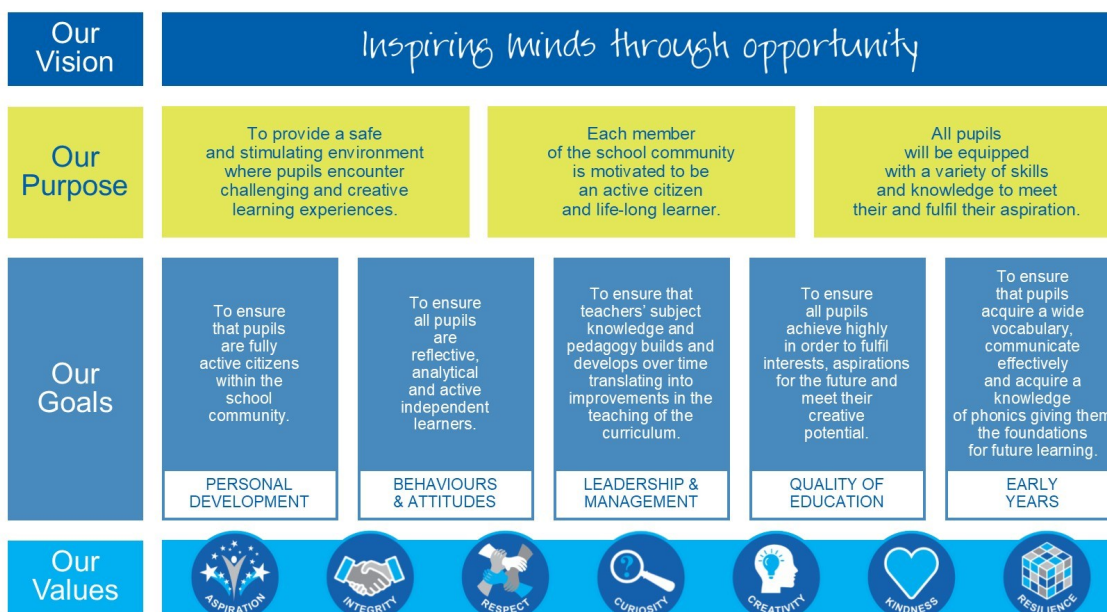 Our
Vision
Inspiring minds through opportunity
Our
Purpose
To provide a safe
and stimulating environment
where pupils encounter
challenging and creative
learning experiences.
Each member
of the school community
is motivated to be
an active citizen
and life-long learner.
All pupils
will be equipped
with a variety of skills
and knowledge to meet
their and fulfil their aspiration.
Our
Goals
To ensure
that pupils
are fully
active citizens
within the
school
community.
PERSONAL
DEVELOPMENT
To ensure
all pupils
are
reflective,
analytical
and active
independent
learners.
BEHAVIOURS
& ATTITUDES
To ensure that
teachers' subject
knowledge and
pedagogy builds and
develops over time
translating into
improvements in the
teaching of the
curriculum.
LEADERSHIP &
MANAGEMENT
To ensure
all pupils
achieve highly
in order to fulfil
interests, aspirations
for the future and
meet their
creative
potential.
QUALITY OF
EDUCATION
To ensure
that pupils
acquire a wide
vocabulary,
communicate
effectively
and acquire a
knowledge
of phonics giving them
the foundations
for future learning.
EARLY
YEARS
Our
Values
ASPIRATION
INTEGRITY
RESPECT
?
CURIOSITY
CREATIVITY
KINDNESS
RESILIENCE